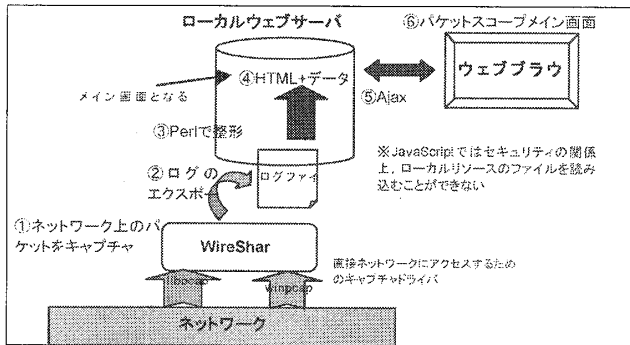 ローカルウェブサーバ
⑥パケットスコープメイン画面
④HTML+データ
ウェブブラウ
メイン画面となる
⑤Ajax
③Perlで整形
※JavaScriptではセキュリティの関係
上，ローカルリソースのファイルを読み
込むことができない
②ログの
エクスポー
ログファイ
①ネットワーク上のパ
ケットをキャプチャ
WireShar
直接ネットワークにアクセスするため
のキャプチャドライバ
libpcap
winpcap
ネットワーク